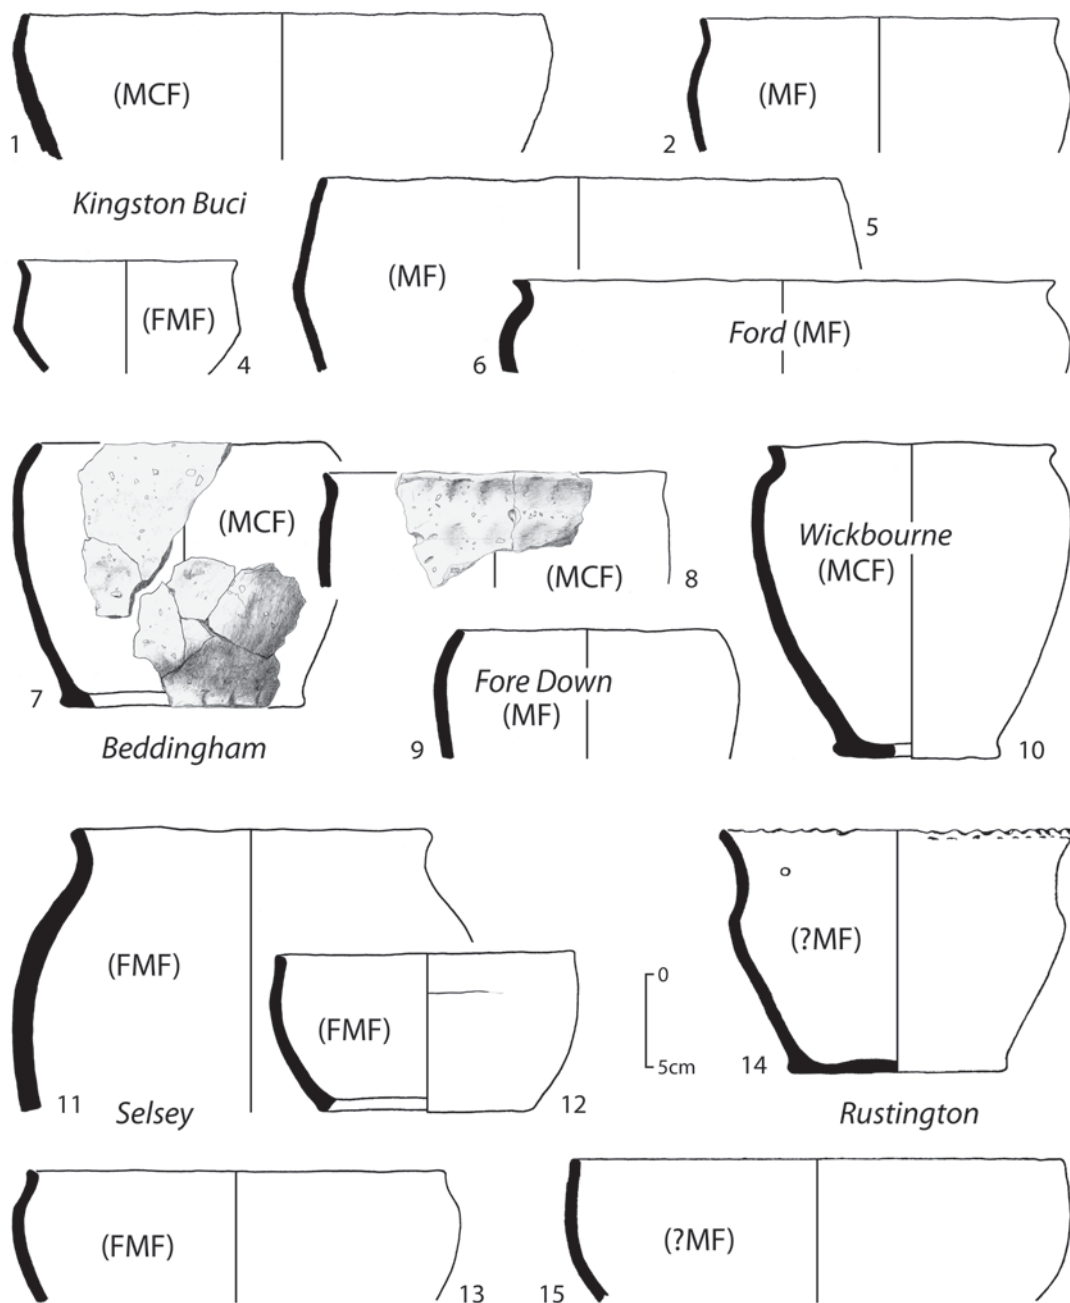 (MCF)
1
(MF)
2
Kingston Buci
5
(MF)
(FMF)
4
Ford (MF)
6
(MCF)
7
(MCF)
8
Beddingham
Fore Down
(MF)
9
Wickbourne
(MCF)
10
(FMF)
11
Selsey
(FMF)
12
0
5cm
(?MF)
14
Rustington
(FMF)
13
(?MF)
15